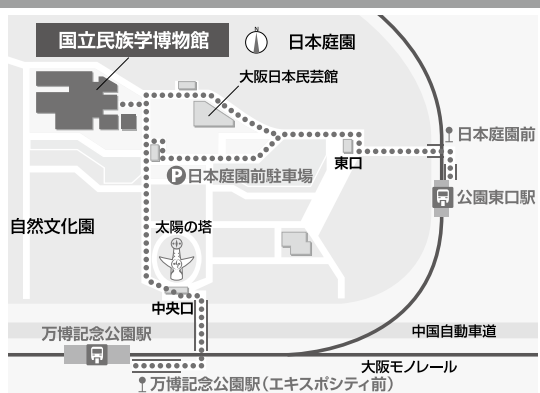 国立民族学博物館
N
日本庭園
大阪日本民芸館
日本庭園前
東口
P日本庭園前駐車場
公園東口駅
自然文化園
太陽の塔
中央口
万博記念公園駅
中国自動車道
大阪モノレール
万博記念公園駅（エキスポシティ前）